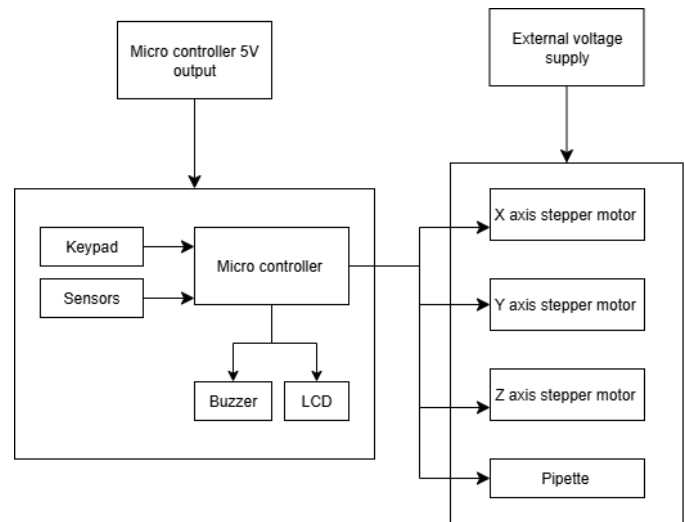 Micro controller 5V
output
External voltage
supply
Keypad
Sensors
Micro controller
Buzzer
LCD
X axis stepper motor
Y axis stepper motor
Z axis stepper motor
Pipette